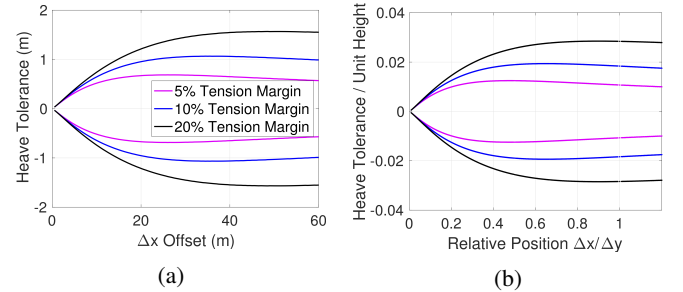 Heave Tolerance (m)
2
1
0
-1
-2
5% Tension Margin
10% Tension Margin
20% Tension Margin
0
20
40
60
Δx Offset (m)
(a)
Heave Tolerance / Unit Height
0.04
0.02
0
-0.02
-0.04
0
0.2
0.4
0.6
0.8
1
Relative Position Δx/Δy
(b)